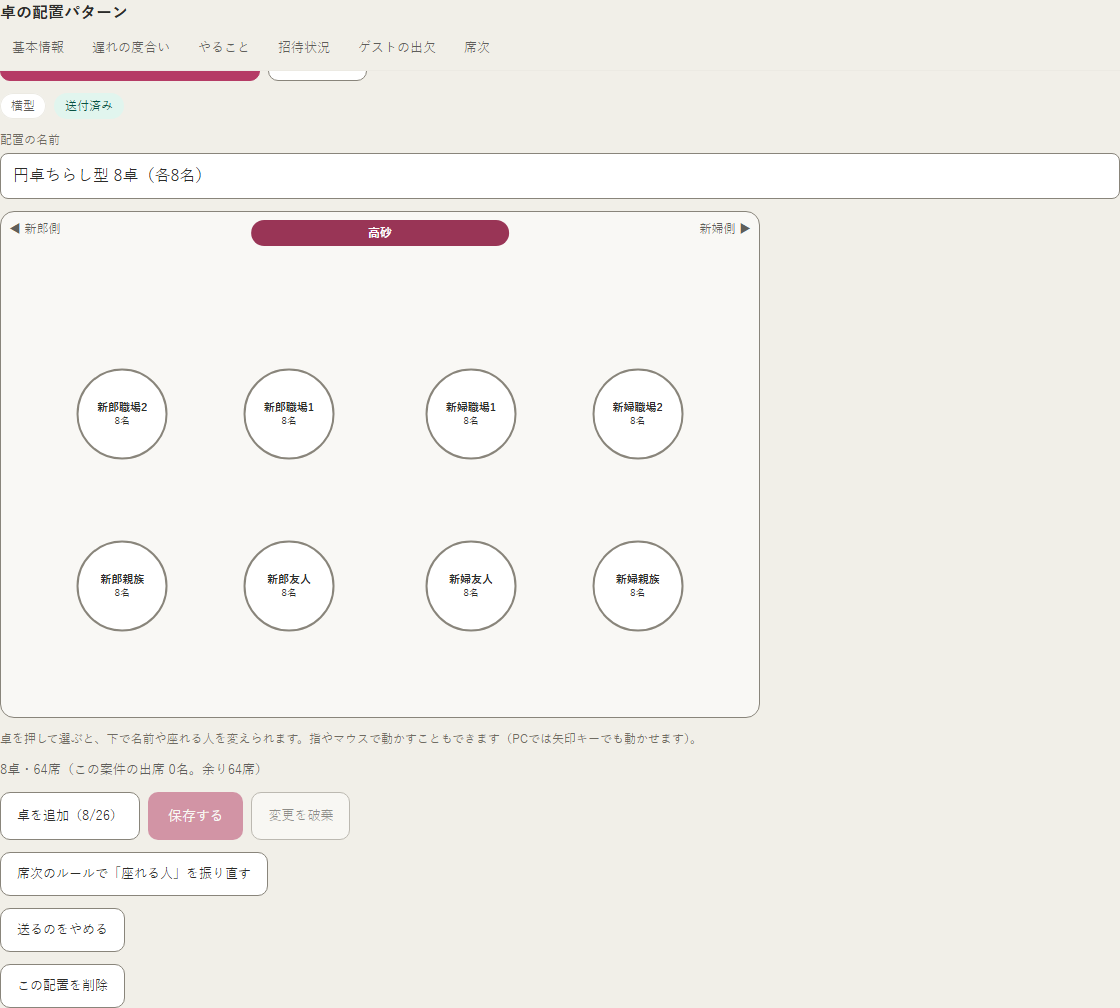 卓の配置パターン
基本情報 遅れの度合い やること 招待状況 ゲストの出欠 席次
横型 送付済み
配置の名前
円卓ちらし型 8卓（各8名）
◀ 新郎側 高砂 新婦側 ▶
新郎職場2 新郎職場1 新婦職場1 新婦職場2
8名 8名 8名 8名
新郎親族 新郎友人 新婦友人 新婦親族
8名 8名 8名 8名
卓を押して選ぶと、下で名前や座れる人を変えられます。指やマウスで動かすこともできます（PCでは矢印キーでも動かせます）。
8卓・64席（この案件の出席 0名。余り64席）
卓を追加（8/26） 保存する 変更を破棄
席次のルールで「座れる人」を振り直す
送るのをやめる
この配置を削除